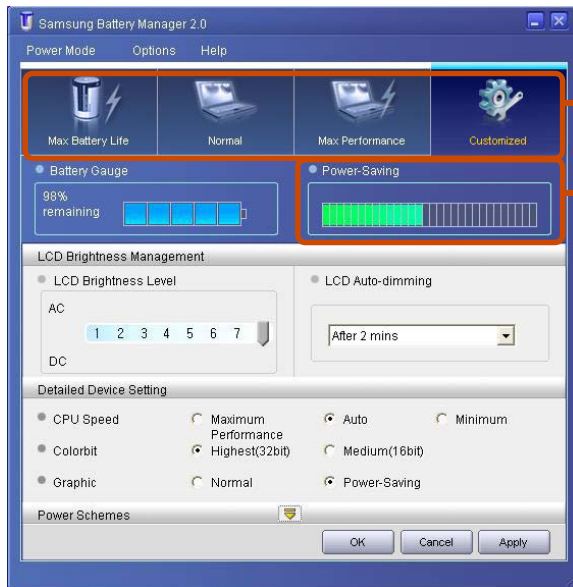 Samsung Battery Manager 2.0
Power Mode Options Help
Max Battery Life Normal Max Performance Customized
Battery Gauge
98%
remaining
Power-Saving
LCD Brightness Management
LCD Brightness Level
AC
1 2 3 4 5 6 7
DC
LCD Auto-dimming
After 2 mins
Detailed Device Setting
CPU Speed Maximum Performance Auto Minimum
Colorbit Highest(32bit) Medium(16bit)
Graphic Normal Power-Saving
Power Schemes
OK Cancel Apply